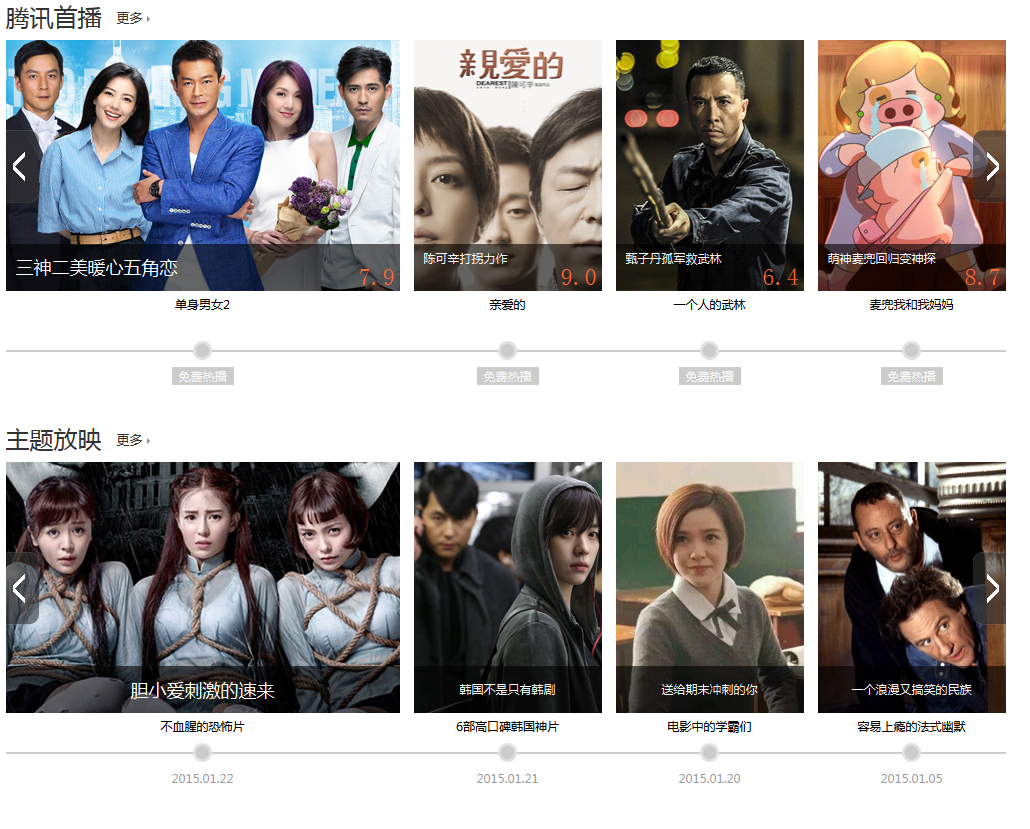 腾讯首播 更多
親愛的
DEAREST
三神二美暖心五角恋 7.9
陈可辛打拐力作 9.0
甄子丹孤军救武林 6.4
萌神麦兜回归变神探 8.7
单身男女2 亲爱的 一个人的武林 麦兜我和我妈妈
免费热播 免费热播 免费热播 免费热播
主题放映 更多
胆小爱刺激的速来 韩国不是只有韩剧 送给期末冲刺的你 一个浪漫又搞笑的民族
不血腥的恐怖片 6部高口碑韩国神片 电影中的学霸们 容易上瘾的法式幽默
2015.01.22 2015.01.21 2015.01.20 2015.01.05